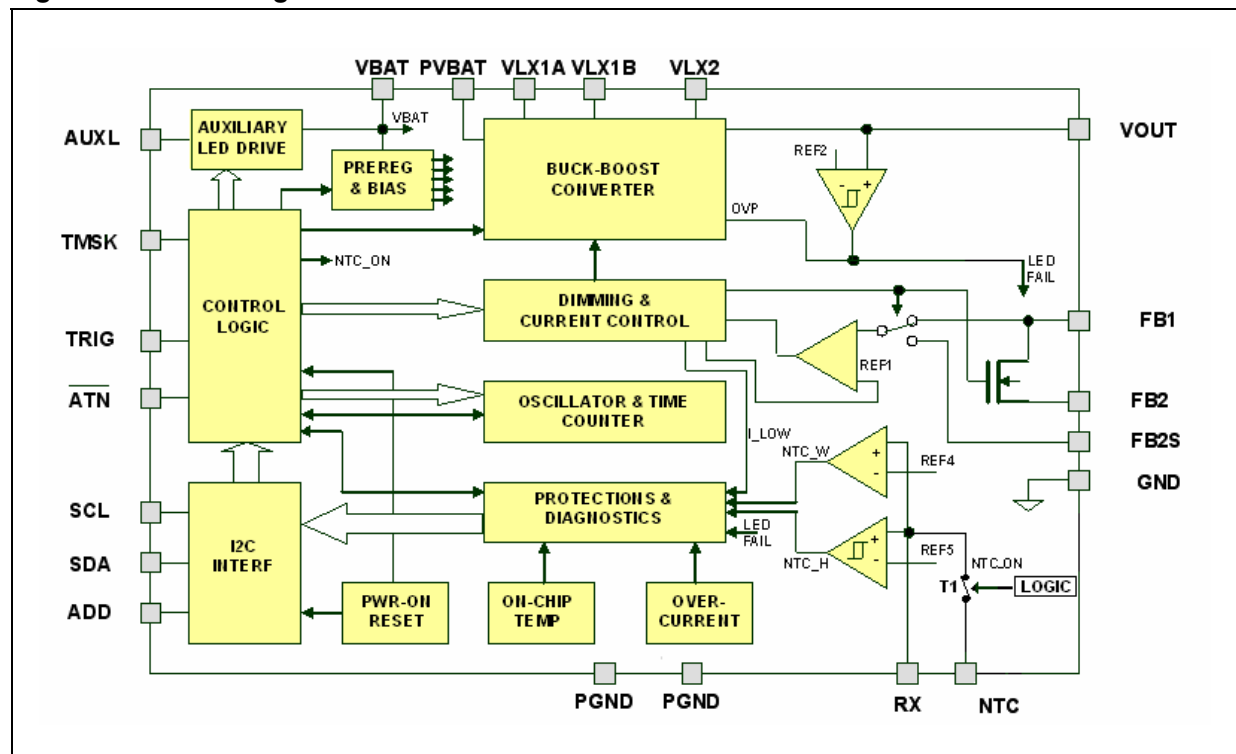 VBAT PVBAT VLX1A VLX1B VLX2
AUXL
AUXILIARY
LED DRIVE
VBAT
PREREG
& BIAS
BUCK-BOOST
CONVERTER
REF2
- +
VOUT
OVP
LED
FAIL
TMSK
NTC_ON
CONTROL
LOGIC
DIMMING &
CURRENT CONTROL
REF1
FB1
TRIG
ATN
OSCILLATOR & TIME
COUNTER
FB2
I_LOW
FB2S
NTC_W
+
-
REF4
GND
SCL
PROTECTIONS &
DIAGNOSTICS
LED
FAIL
I2C
INTERF
SDA
NTC_H
+
-
REF5
NTC_ON
T1
LOGIC
ADD
PWR-ON
RESET
ON-CHIP
TEMP
OVER-
CURRENT
PGND PGND RX NTC